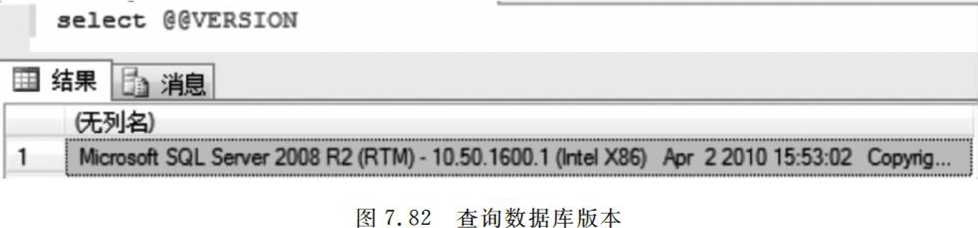 select @@VERSION
结果 消息
(无列名)
1 Microsoft SQL Server 2008 R2 (RTM) - 10.50.1600.1 (Intel X86) Apr 2 2010 15:53:02 Copyrig...
图 7.82 查询数据库版本